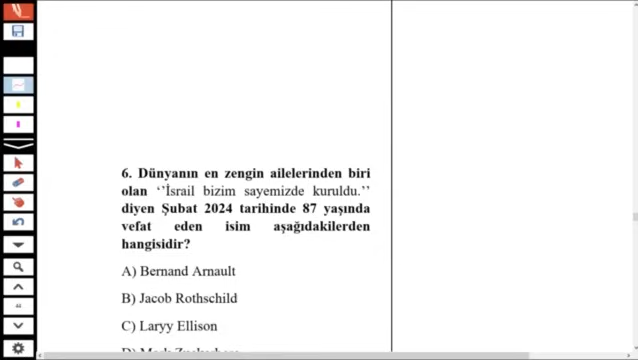 6. Dünyanın en zengin ailelerinden biri
olan ‘’İsrail bizim sayemizde kuruldu.’’
diyen Şubat 2024 tarihinde 87 yaşında
vefat eden isim aşağıdakilerden
hangisidir?
A) Bernand Arnault
B) Jacob Rothschild
C) Laryy Ellison